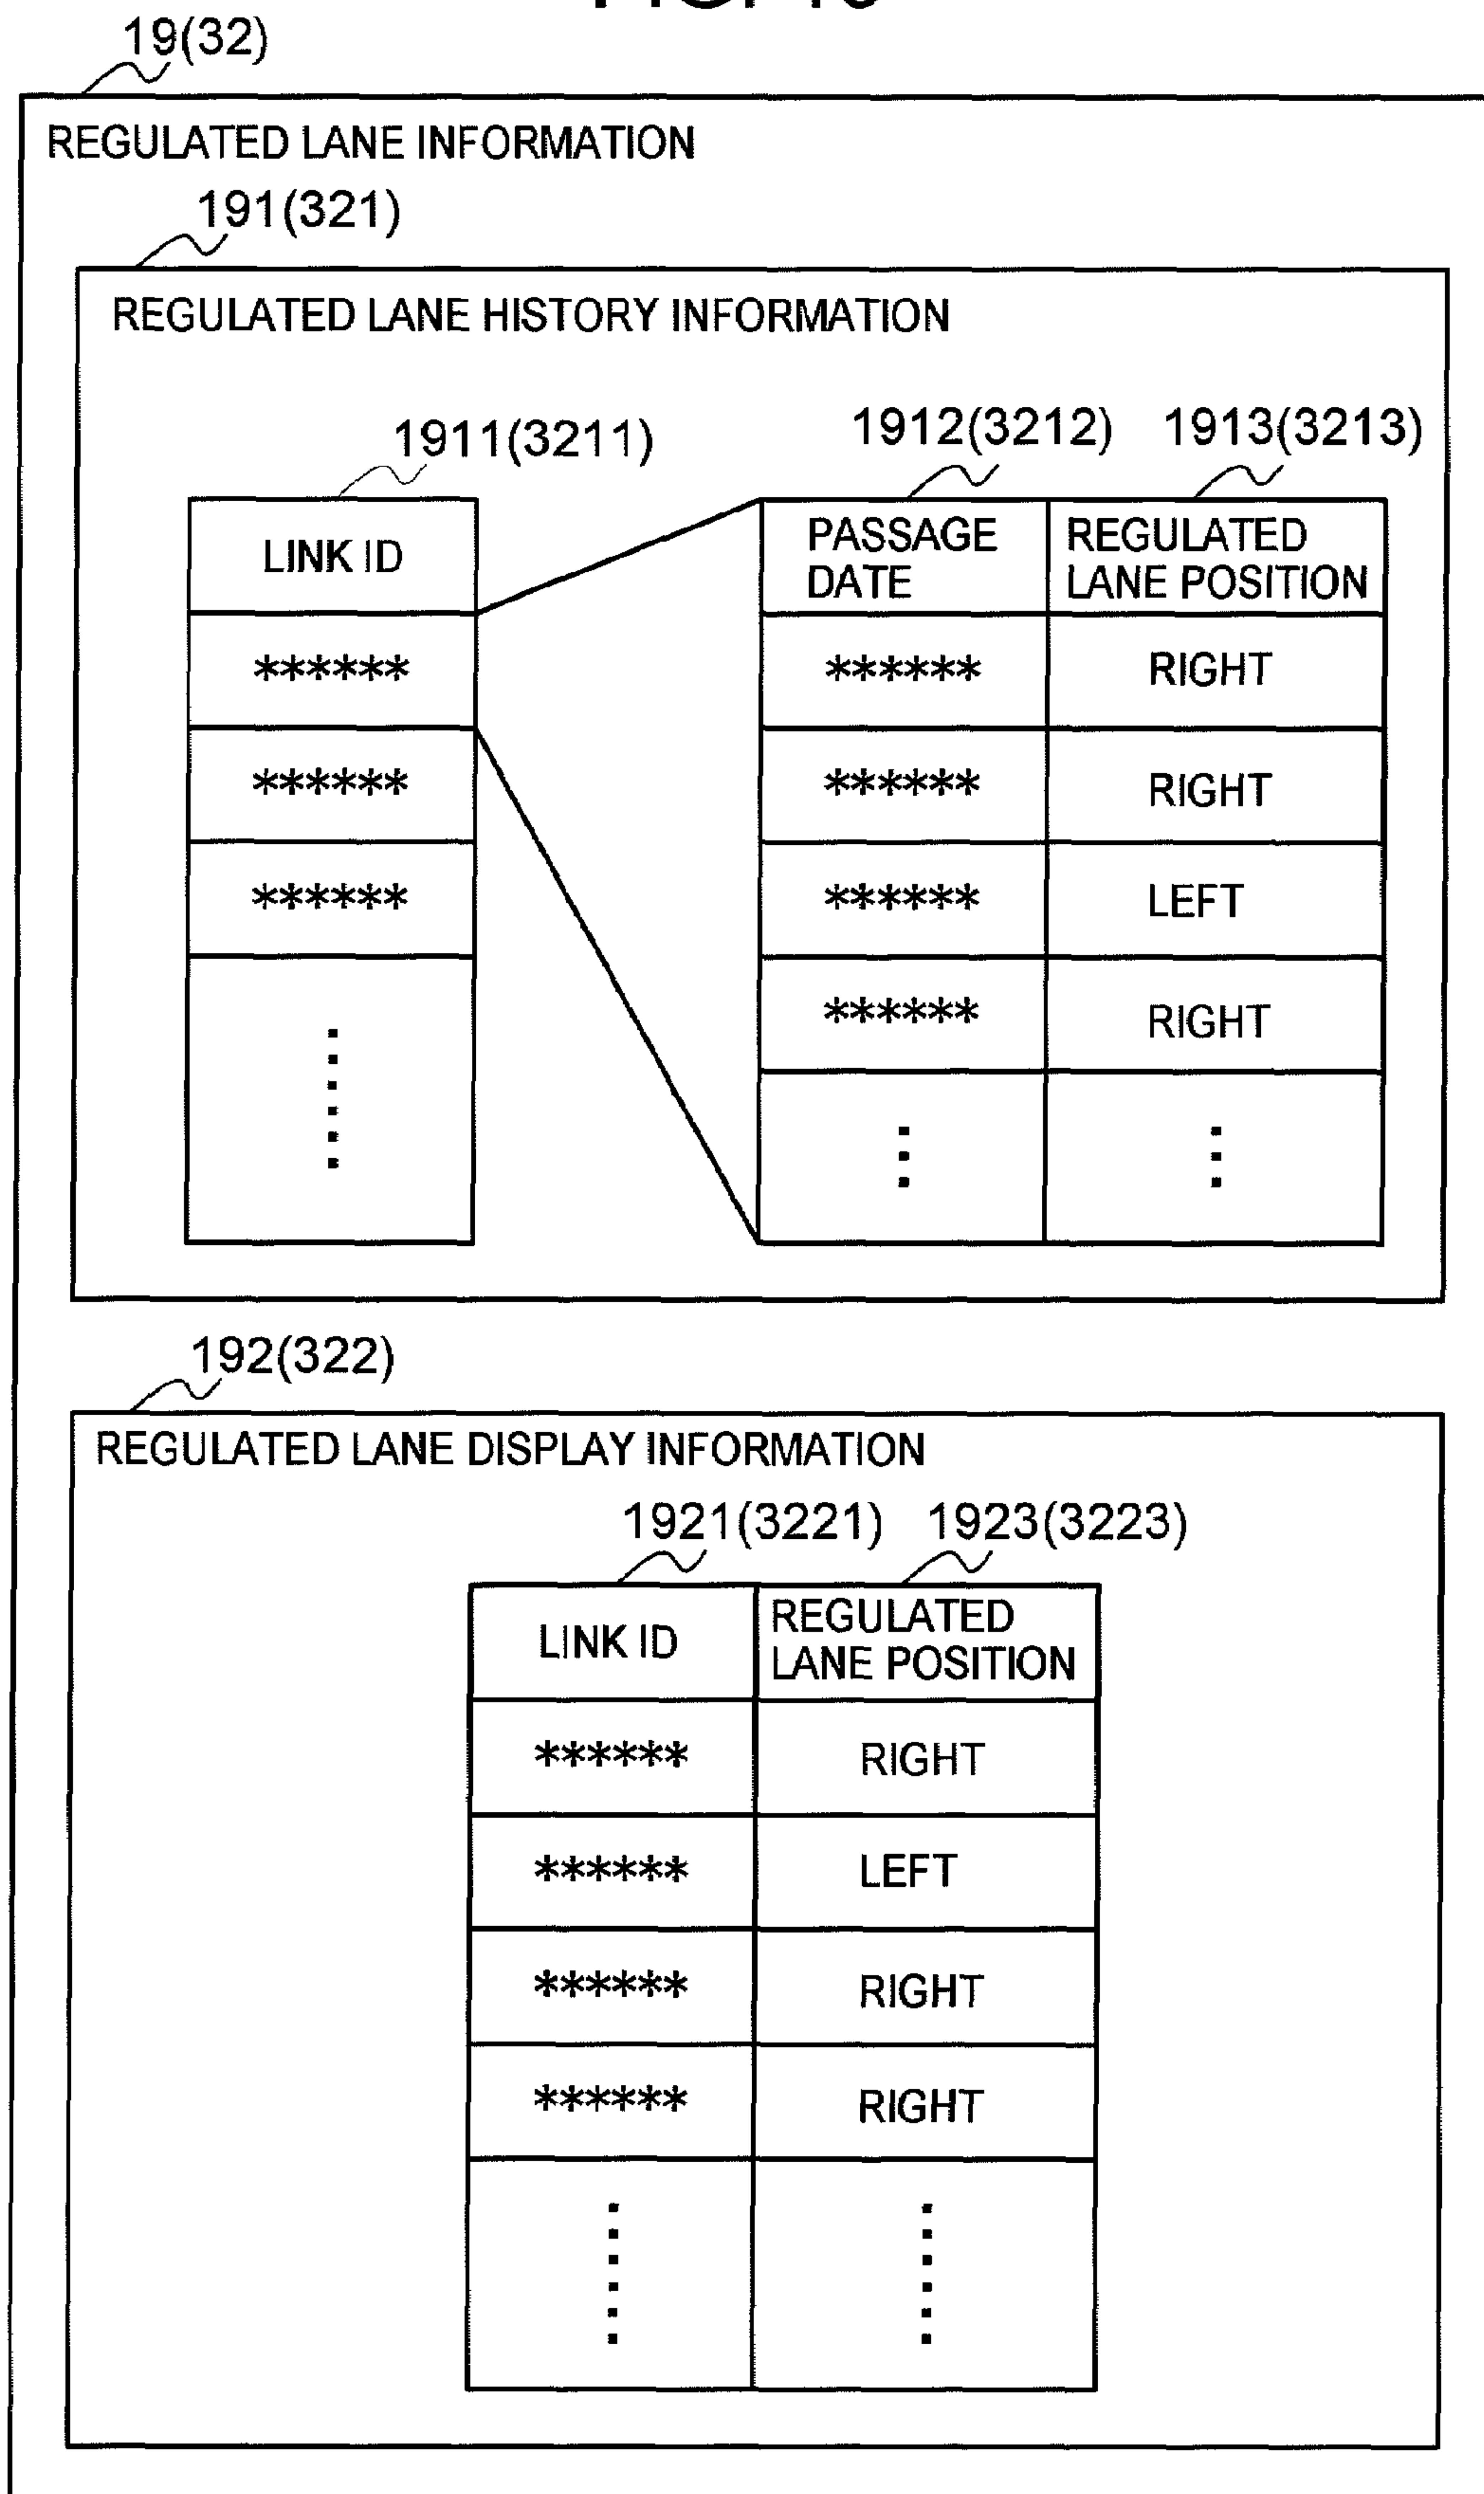 19(32)
REGULATED LANE INFORMATION
191(321)
REGULATED LANE HISTORY INFORMATION
1911(3211)
1912(3212) 1913(3213)
LINK ID
PASSAGE DATE
REGULATED LANE POSITION
******
****** RIGHT
******
****** RIGHT
******
****** LEFT
****** RIGHT
192(322)
REGULATED LANE DISPLAY INFORMATION
1921(3221) 1923(3223)
LINK ID
REGULATED LANE POSITION
****** RIGHT
****** LEFT
****** RIGHT
****** RIGHT